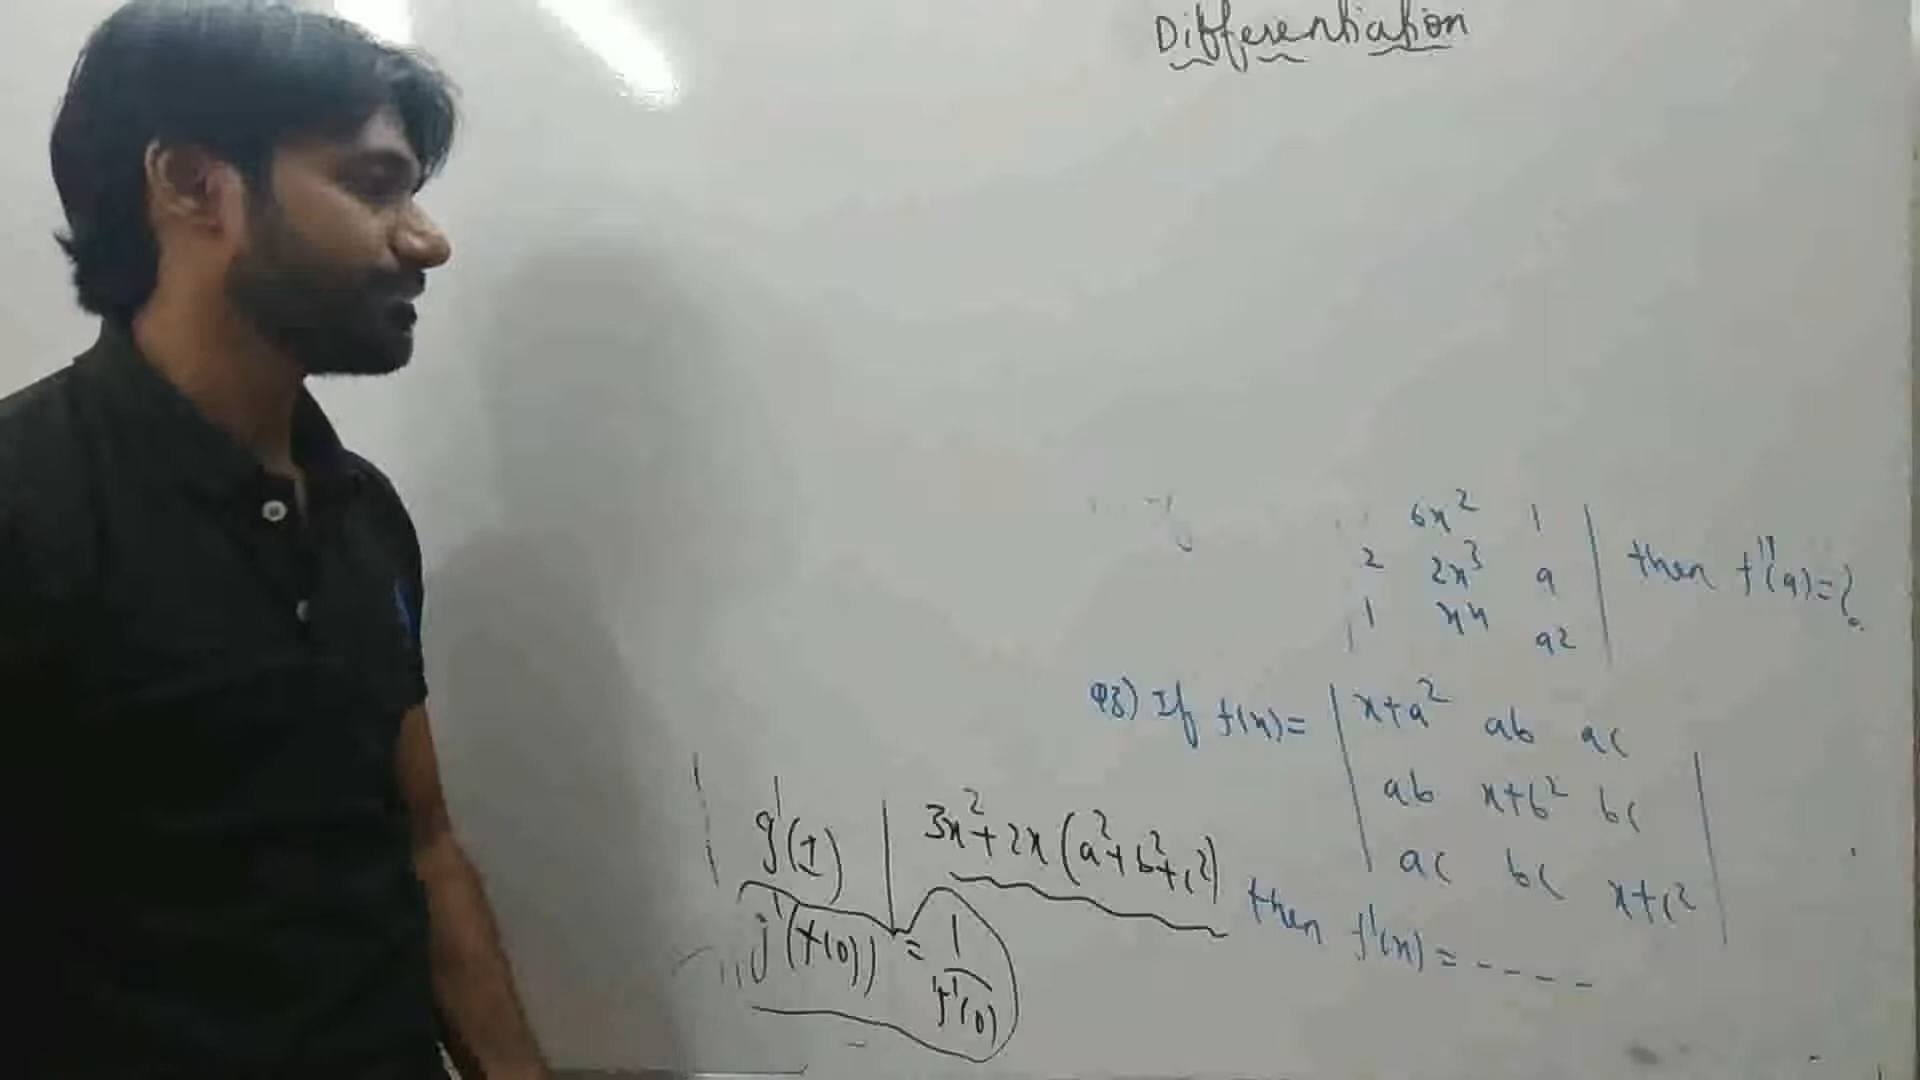 Differentiation
6x² 1
2 2x³ a
1 x⁴ a²
then f''(a)=?
Q8) If f(x)= | x+a² ab ac
ab x+b² bc
ac bc x+c² |
then f'(x) = - - - -
g'(
3x²+2x(a²+b²+c²)
g'(f(0)) = 1
f'(0)